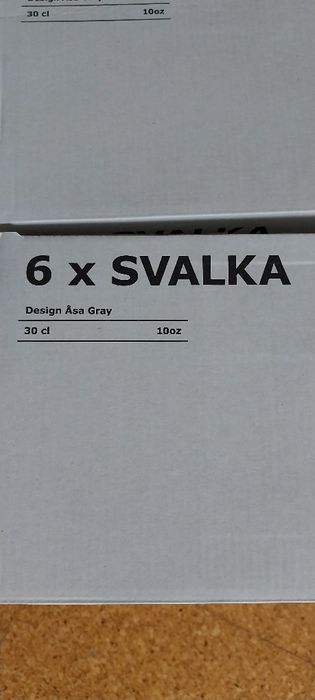 30 cl 10oz
6 x SVALKA
Design Åsa Gray
30 cl 10oz